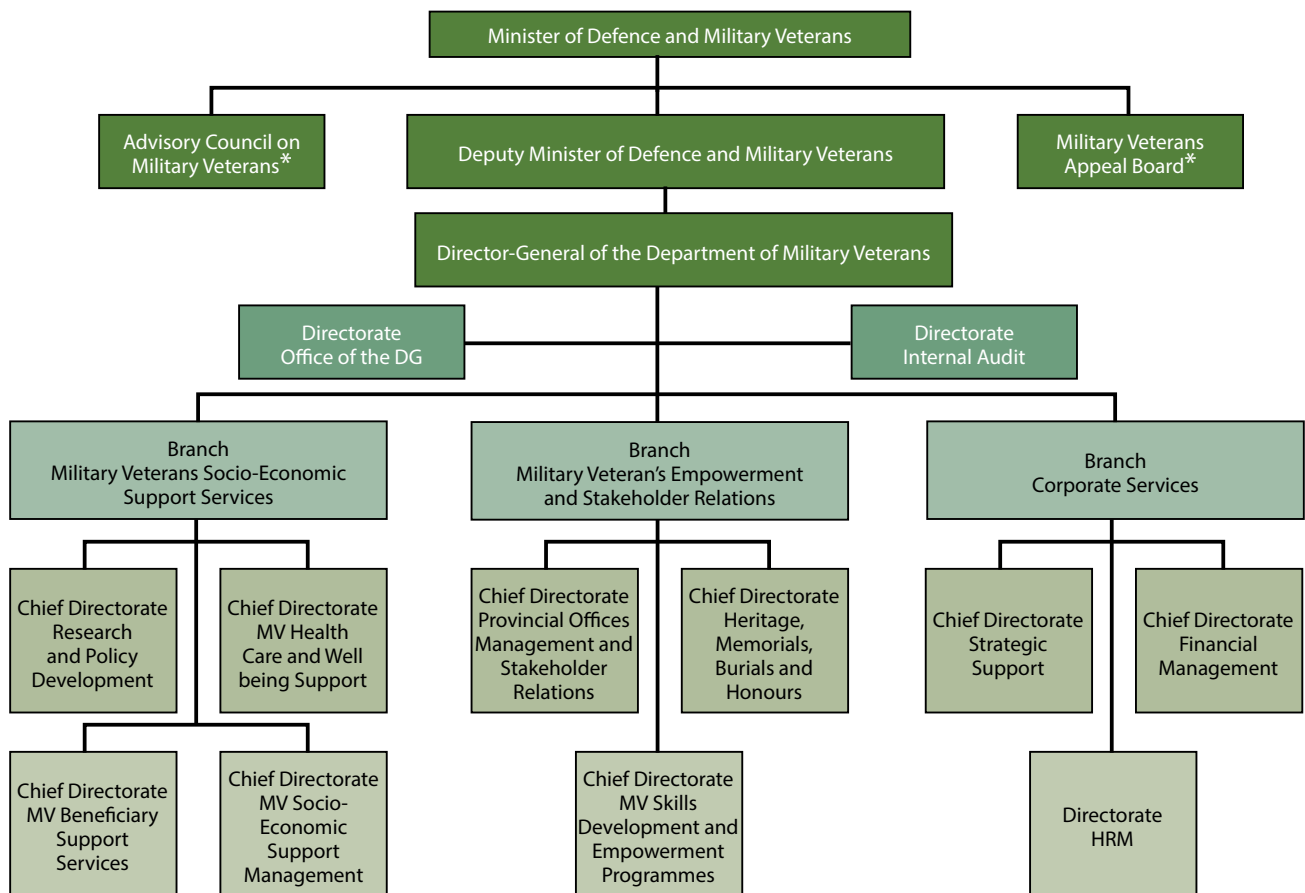 Minister of Defence and Military Veterans
Advisory Council on
Military Veterans*
Deputy Minister of Defence and Military Veterans
Military Veterans
Appeal Board*
Director-General of the Department of Military Veterans
Directorate
Office of the DG
Directorate
Internal Audit
Branch
Military Veterans Socio-Economic
Support Services
Branch
Military Veteran’s Empowerment
and Stakeholder Relations
Branch
Corporate Services
Chief Directorate
Research
and Policy
Development
Chief Directorate
MV Health
Care and Well
being Support
Chief Directorate
Provincial Offices
Management and
Stakeholder
Relations
Chief Directorate
Heritage,
Memorials,
Burials and
Honours
Chief Directorate
Strategic
Support
Chief Directorate
Financial
Management
Chief Directorate
MV Beneficiary
Support
Services
Chief Directorate
MV Socio-
Economic
Support
Management
Chief Directorate
MV Skills
Development and
Empowerment
Programmes
Directorate
HRM